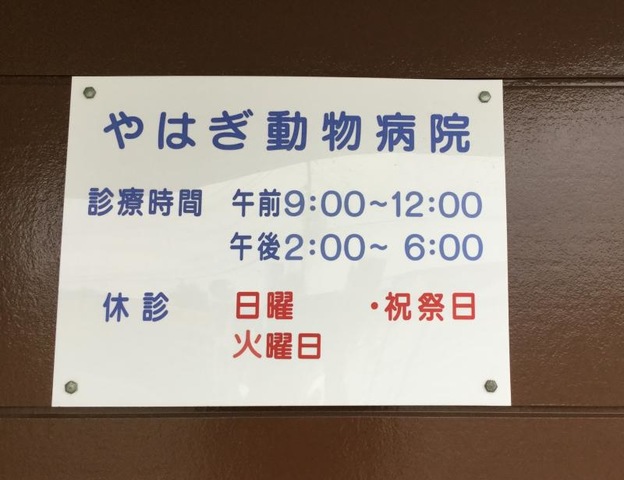 やはぎ動物病院
診療時間 午前9:00～12:00
午後2:00～ 6:00
休診 日曜 ・祝祭日
火曜日